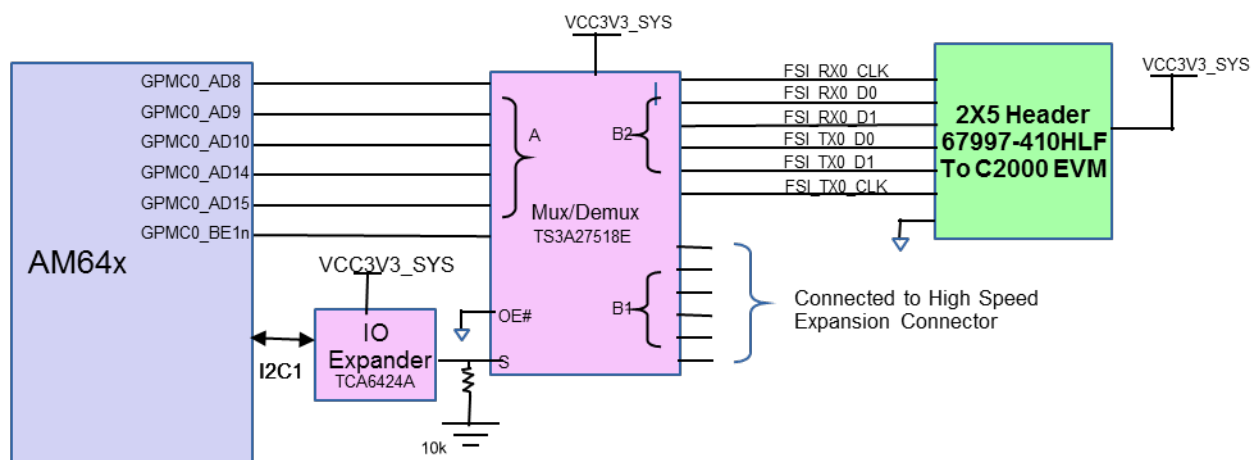 VCC3V3_SYS
GPMC0_AD8
GPMC0_AD9
GPMC0_AD10
GPMC0_AD14
GPMC0_AD15
GPMC0_BE1n
AM64x
VCC3V3_SYS
IO
Expander
TCA6424A
I2C1
10k
A
B2
Mux/Demux
TS3A27518E
OE#
B1
S
FSI_RX0_CLK
FSI_RX0_D0
FSI_RX0_D1
FSI_TX0_D0
FSI_TX0_D1
FSI_TX0_CLK
2X5 Header
67997-410HLF
To C2000 EVM
VCC3V3_SYS
Connected to High Speed
Expansion Connector